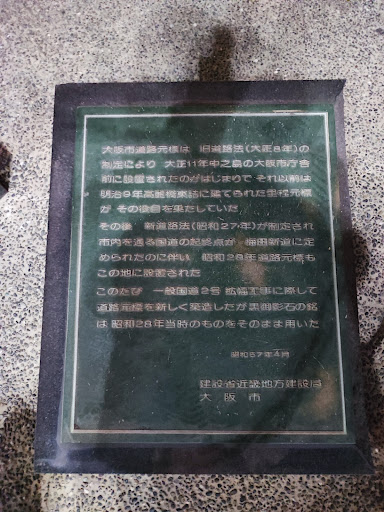 大阪市道路元標は 旧道路法(大正8年)の
制定により 大正11年中之島の大阪市庁舎
前に設置されたのがはじまりで それ以前は
明治9年高麗橋東詰に建てられた里程元標
が その役目を果たしていた
その後 新道路法(昭和27年)が制定され
市内を通る国道の起終点が 梅田新道に定
められたのに伴い 昭和28年道路元標も
この地に設置された
このたび 一般国道2号 拡幅工事に際して
道路元標を新しく築造したが黒御影石の銘
は 昭和28年当時のものをそのまま用いた
昭和57年4月
建設省近畿地方建設局
大阪市